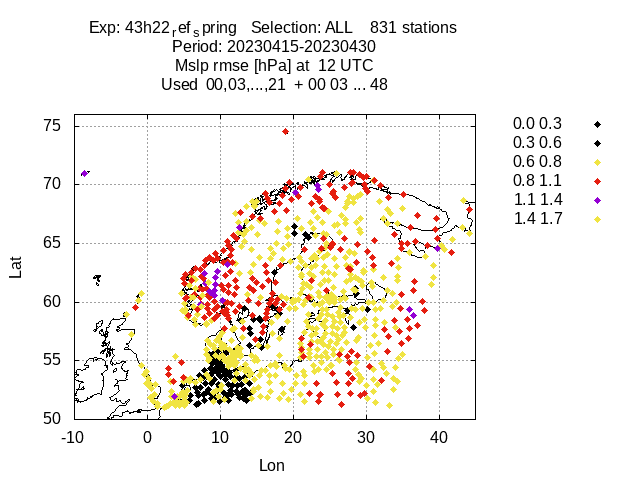 Exp: 43h22refspring Selection: ALL 831 stations
Period: 20230415-20230430
Mslp rmse [hPa] at 12 UTC
Used 00,03,...,21 + 00 03 ... 48
75
70
65
60
55
50
Lat
-10 0 10 20 30 40
Lon
0.0 0.3
0.3 0.6
0.6 0.8
0.8 1.1
1.1 1.4
1.4 1.7